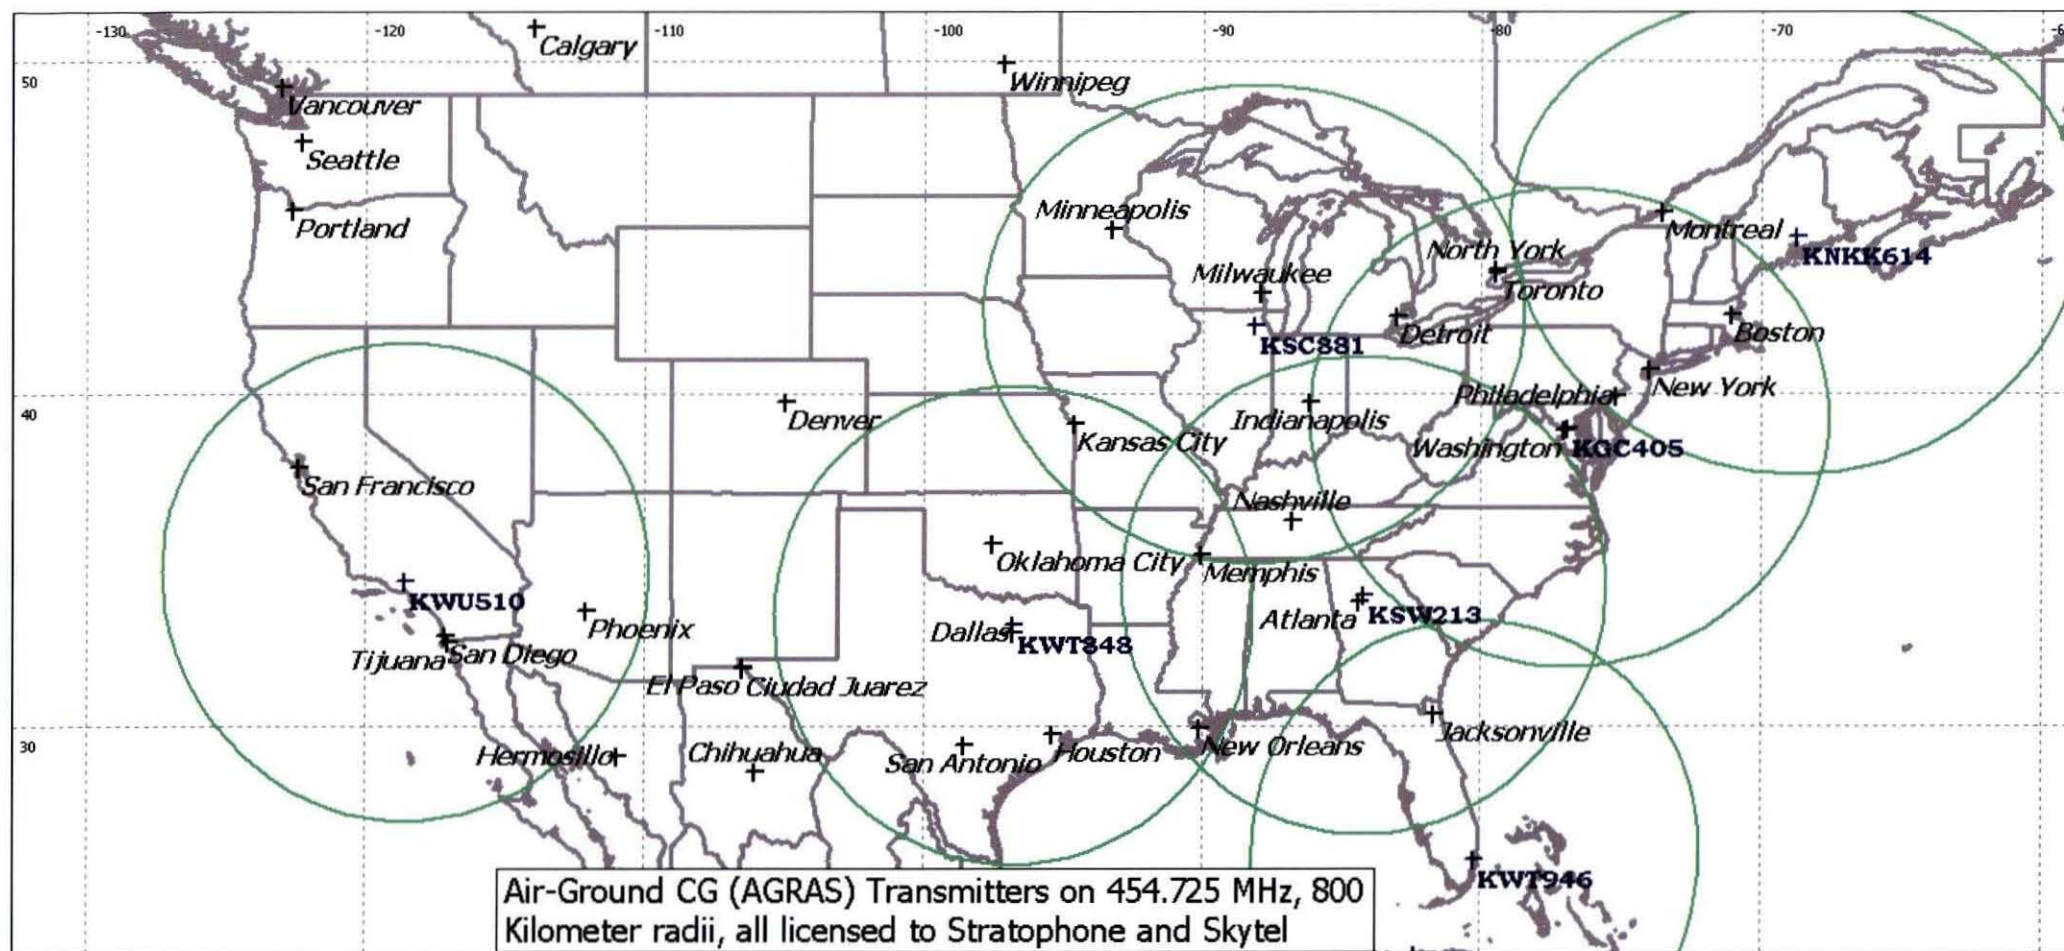 -130
-120
-110
-100
-90
-80
-70
50
40
30
Calgary
Winnipeg
Vancouver
Seattle
Portland
Minneapolis
Montreal
North York
KNKK614
Milwaukee
Toronto
Detroit
Boston
KSC881
New York
Philadelphia
Denver
Indianapolis
Kansas City
Washington
KGC405
San Francisco
Nashville
Oklahoma City
Memphis
KWU510
Phoenix
Atlanta
KSW213
Dallas
KWT848
Tijuana
San Diego
El Paso
Ciudad Juarez
Jacksonville
Hermosillo
Chihuahua
San Antonio
Houston
New Orleans
KWT946
Air-Ground CG (AGRAS) Transmitters on 454.725 MHz, 800
Kilometer radii, all licensed to Stratophone and Skytel